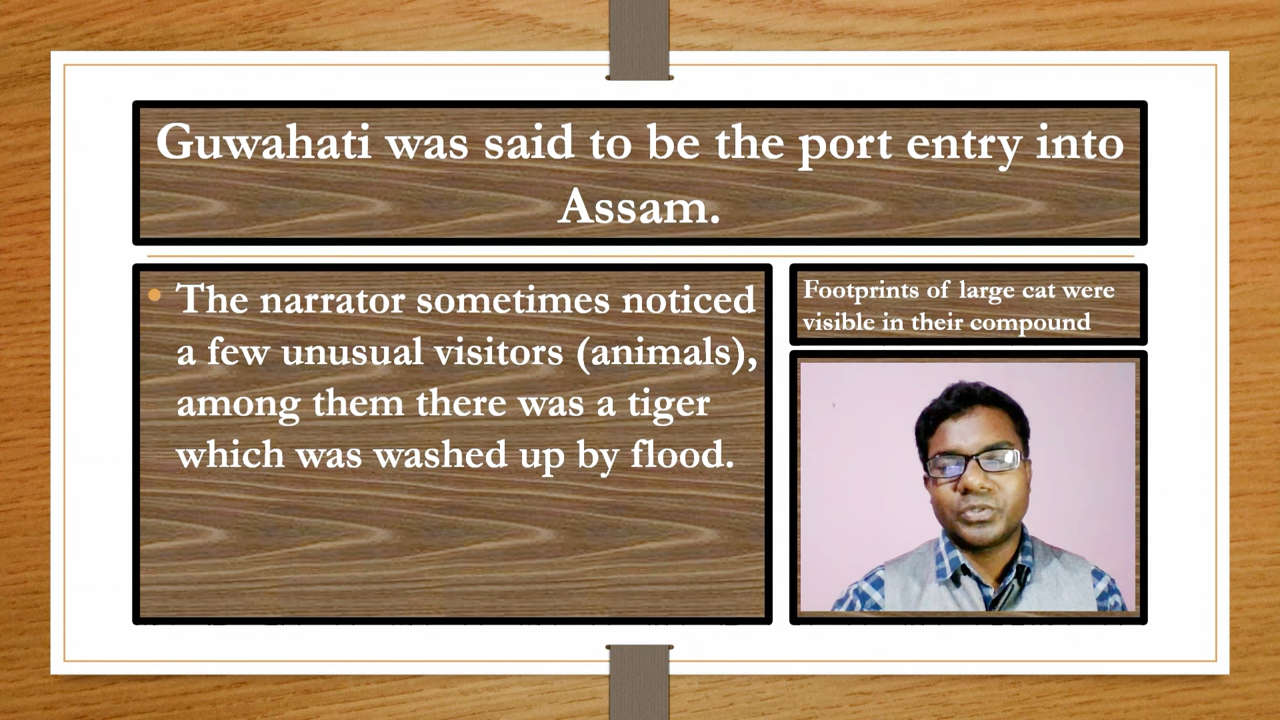 Guwahati was said to be the port entry into
Assam.
• The narrator sometimes noticed
a few unusual visitors (animals),
among them there was a tiger
which was washed up by flood.
Footprints of large cat were
visible in their compound